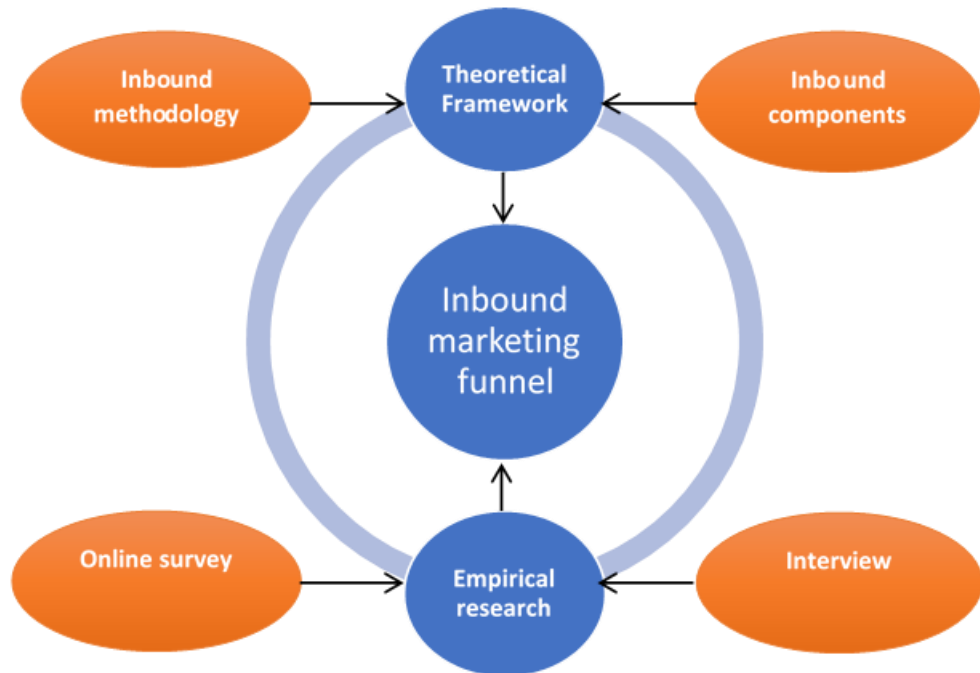 Inbound
methodology
Theoretical
Framework
Inbound
components
Inbound
marketing
funnel
Online survey
Empirical
research
Interview